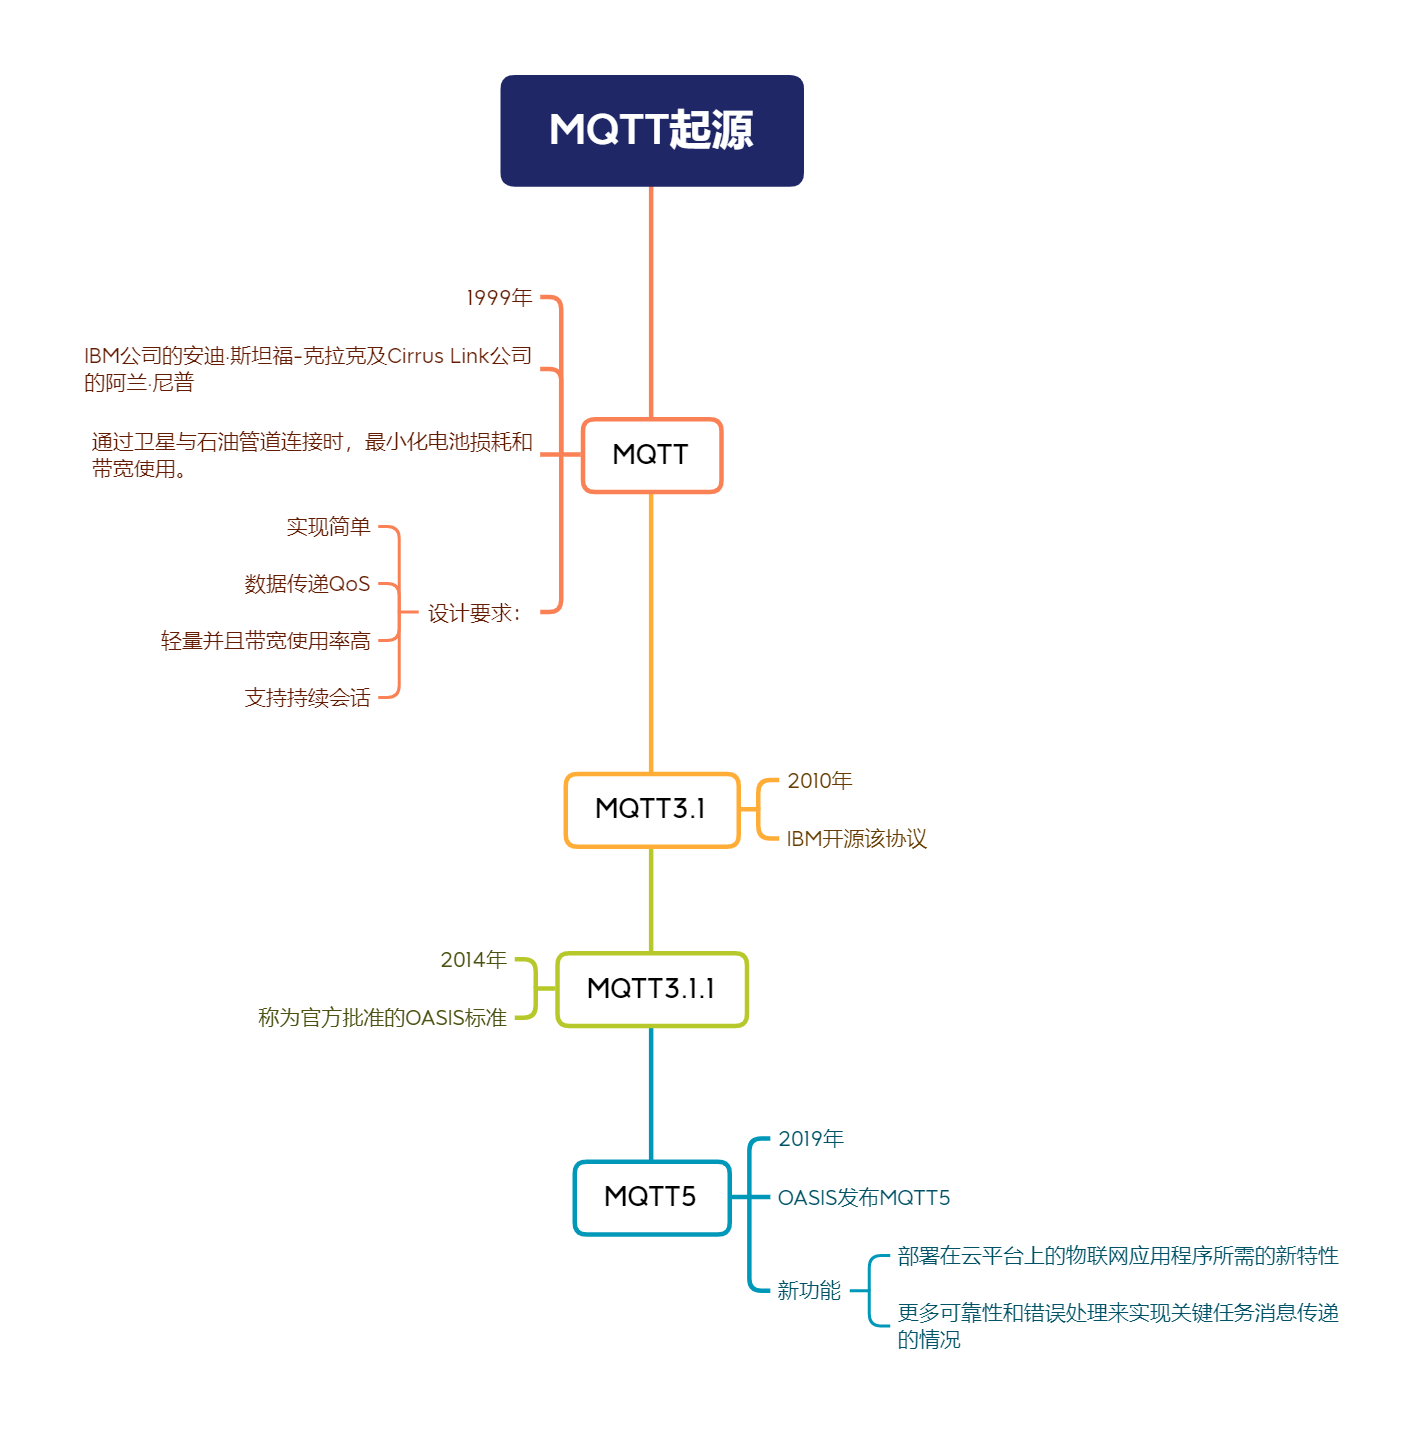 MQTT起源
1999年
IBM公司的安迪·斯坦福-克拉克及Cirrus Link公司
的阿兰·尼普
通过卫星与石油管道连接时，最小化电池损耗和
带宽使用。
MQTT
实现简单
数据传递QoS
设计要求：
轻量并且带宽使用率高
支持持续会话
2010年
MQTT3.1
IBM开源该协议
2014年
MQTT3.1.1
称为官方批准的OASIS标准
2019年
MQTT5
OASIS发布MQTT5
新功能
部署在云平台上的物联网应用程序所需的新特性
更多可靠性和错误处理来实现关键任务消息传递
的情况